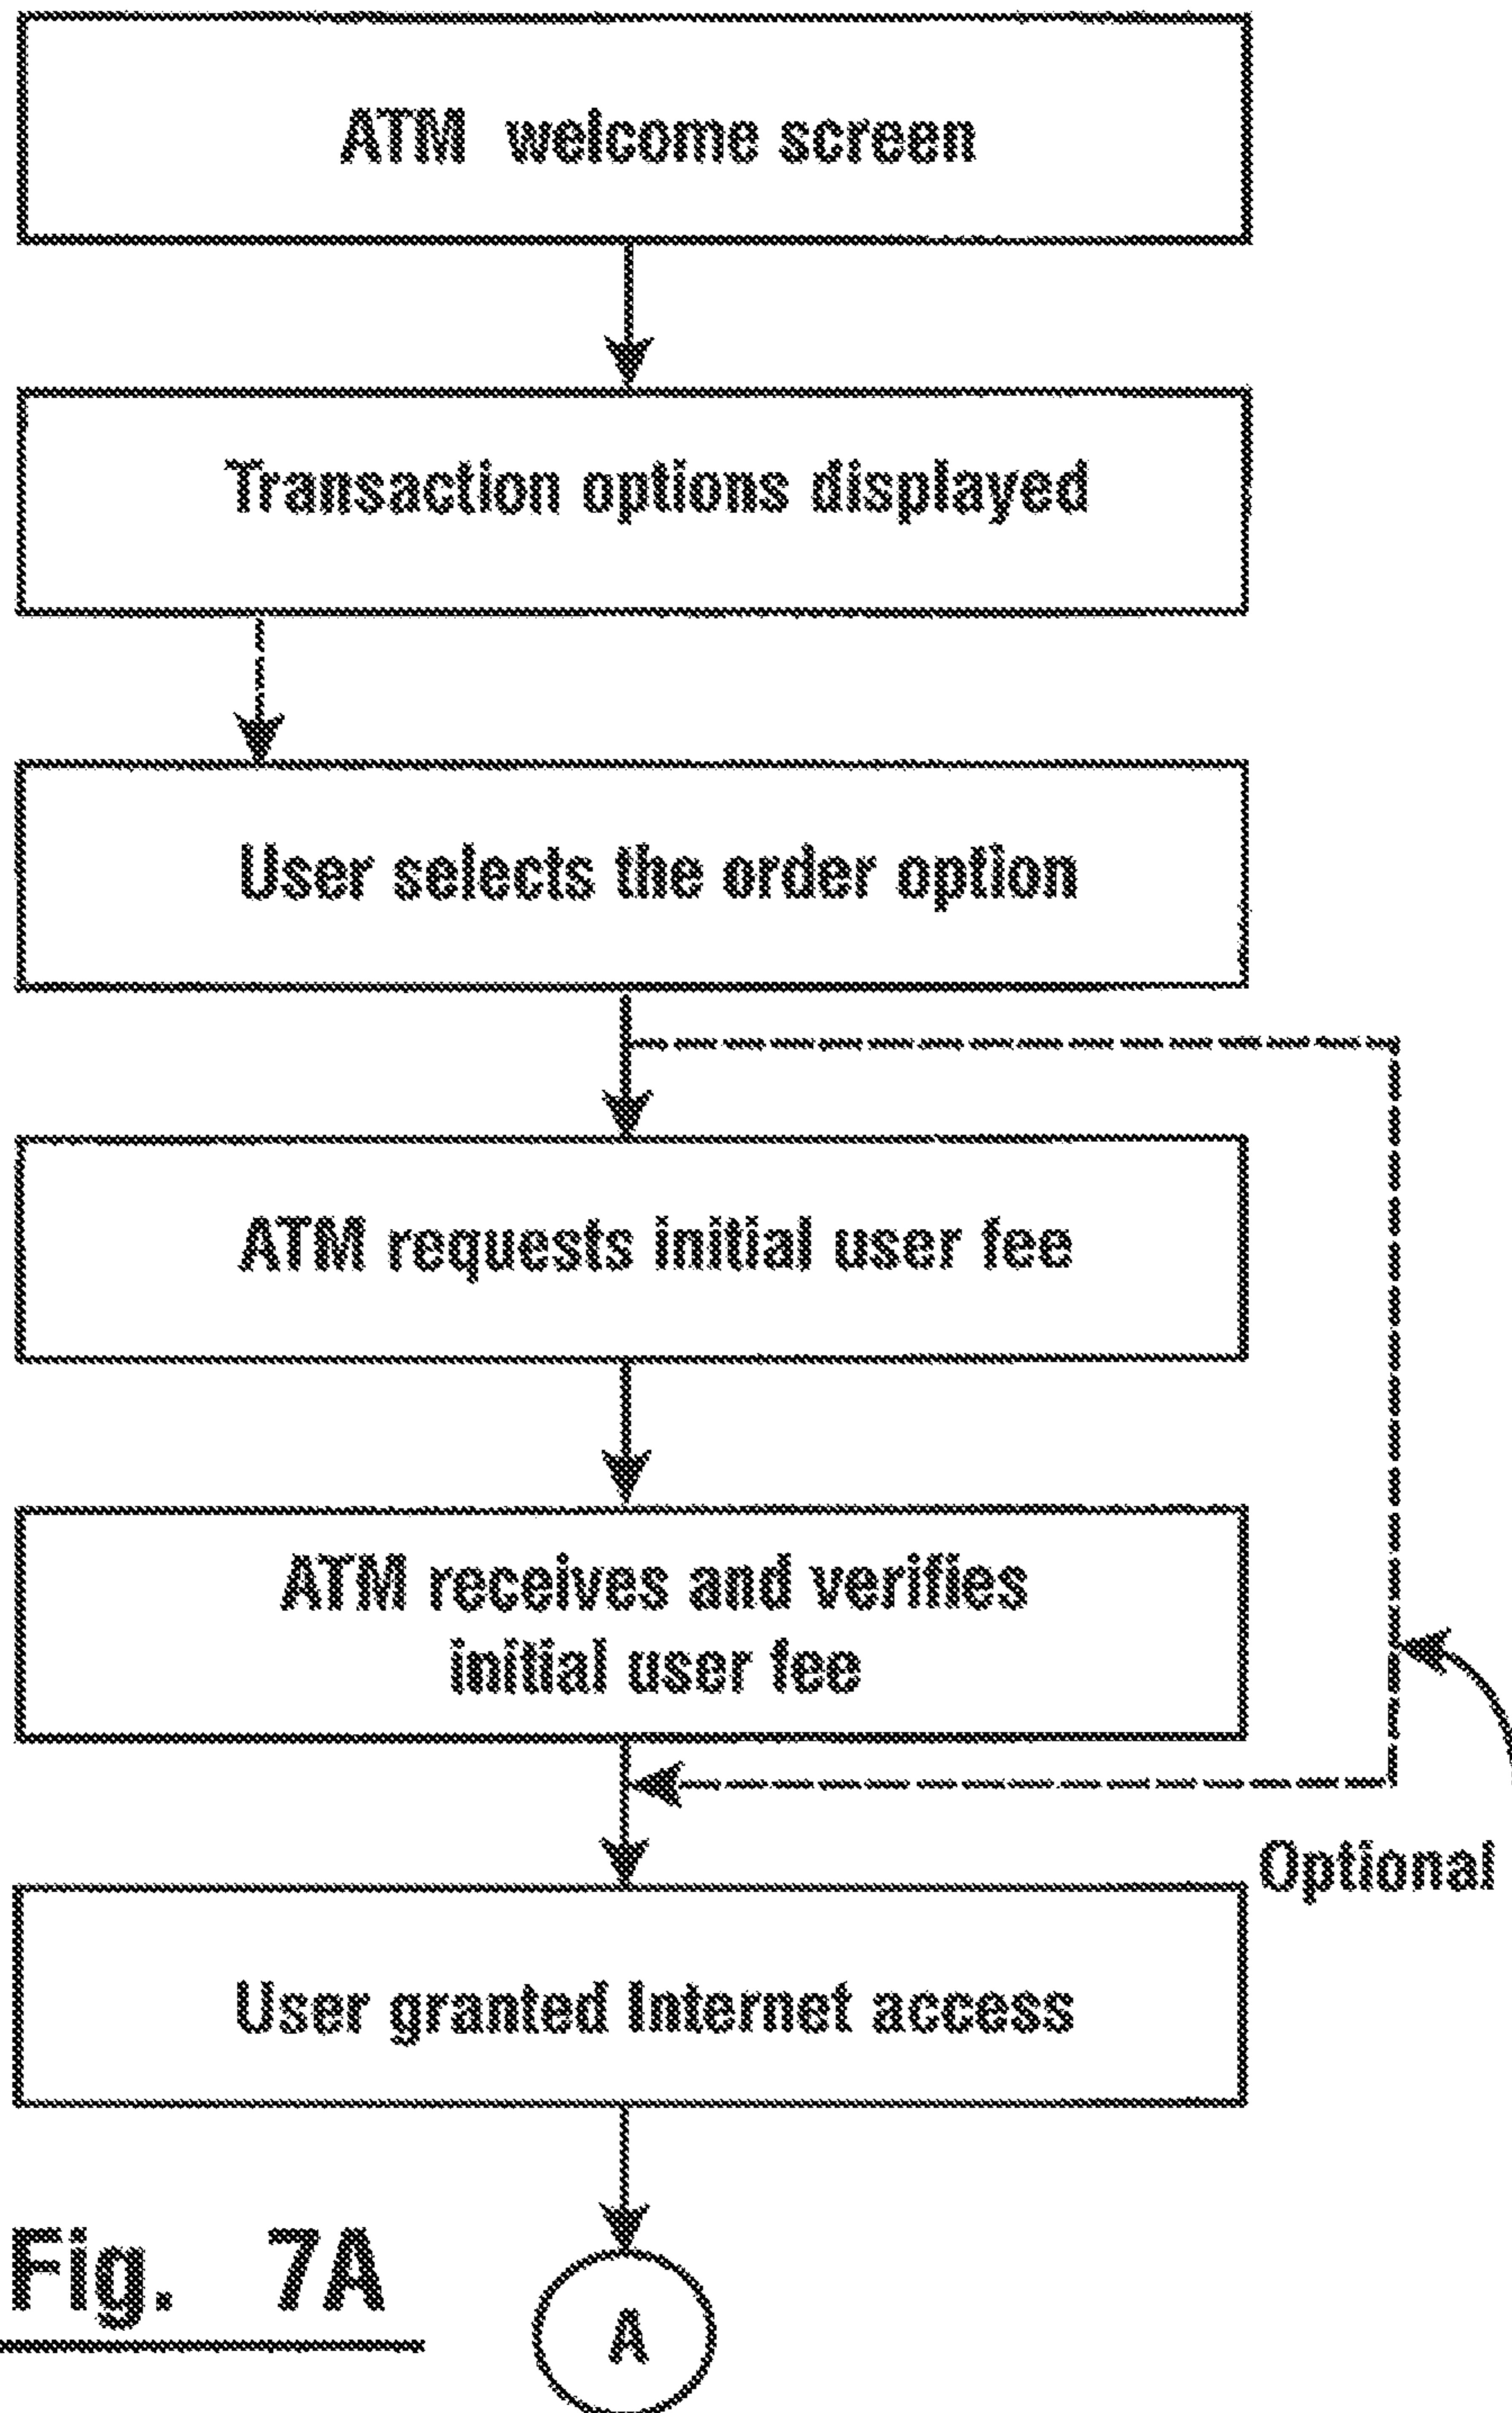 ATM welcome screen
Transaction options displayed
User selects the order option
ATM requests initial user fee
ATM receives and verifies
initial user fee
Optional
User granted Internet access
Fig. 7A
A